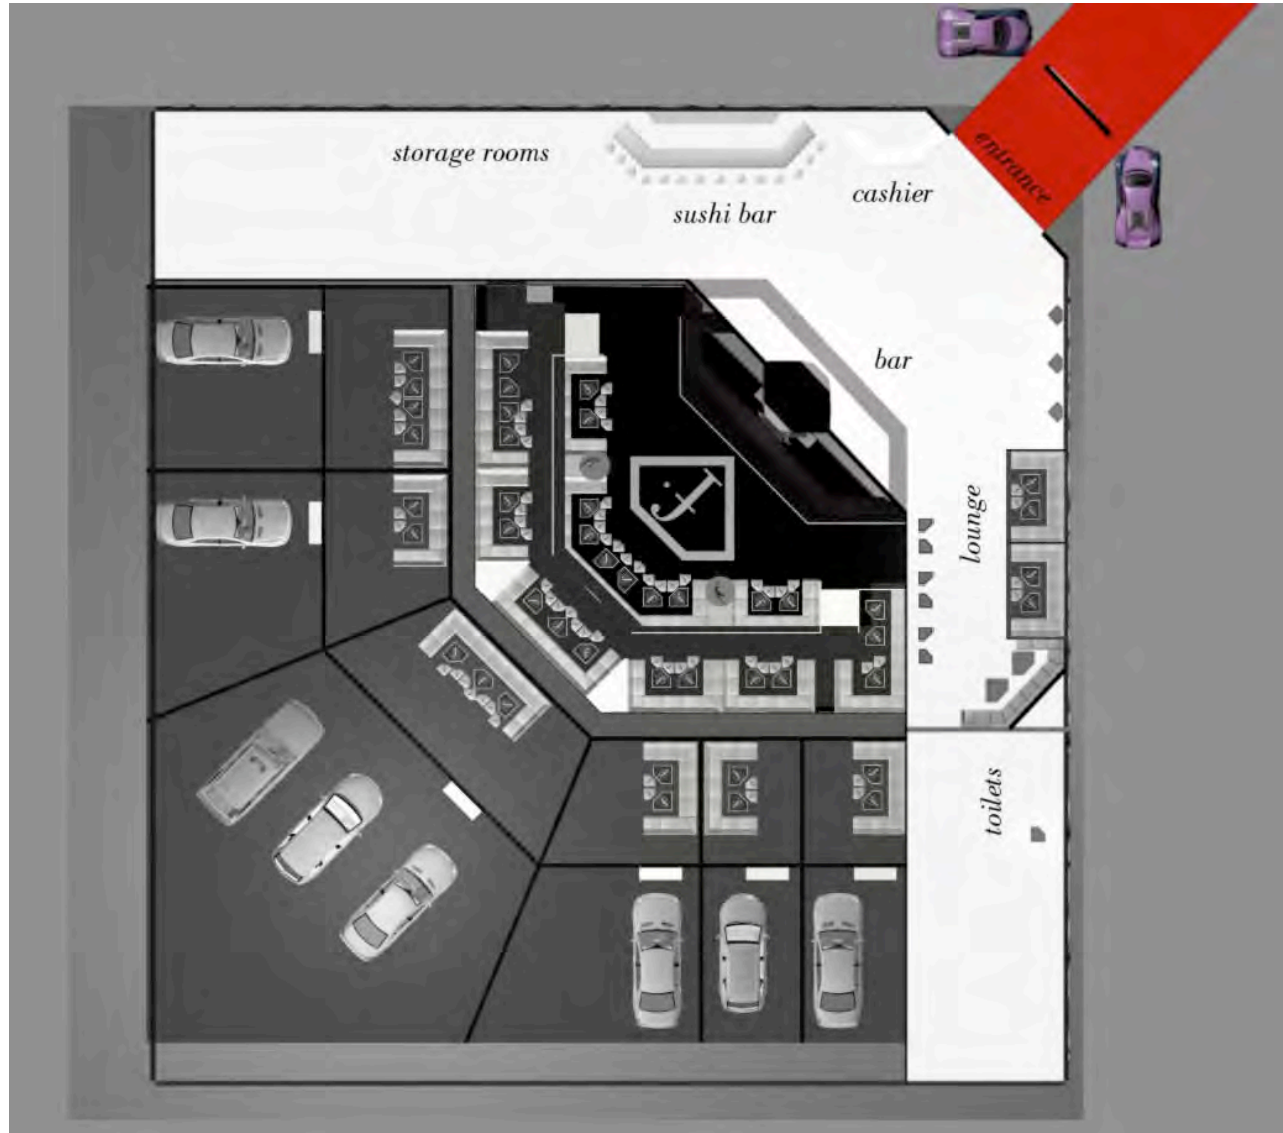 storage rooms
sushi bar
cashier
entrance
bar
lounge
toilets